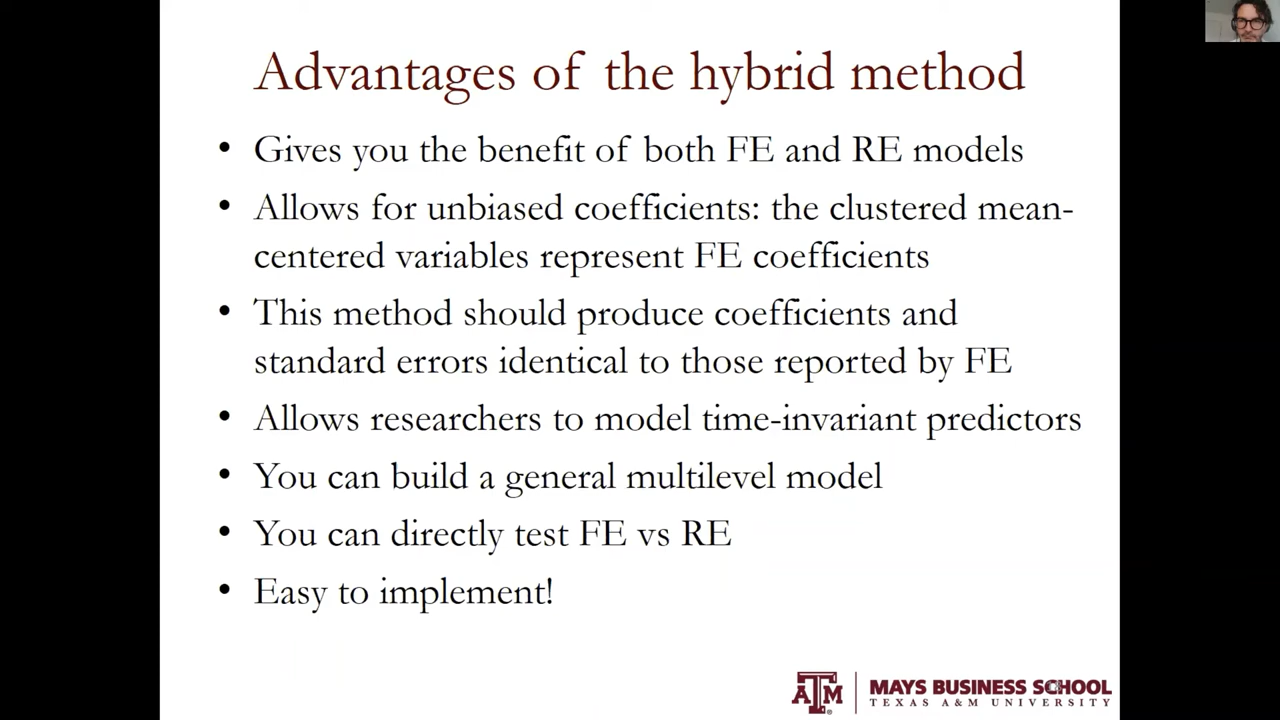 Advantages of the hybrid method
• Gives you the benefit of both FE and RE models
• Allows for unbiased coefficients: the clustered mean-
centered variables represent FE coefficients
• This method should produce coefficients and
standard errors identical to those reported by FE
• Allows researchers to model time-invariant predictors
• You can build a general multilevel model
• You can directly test FE vs RE
• Easy to implement!
ATM
MAYS BUSINESS SCHOOL
TEXAS A&M UNIVERSITY